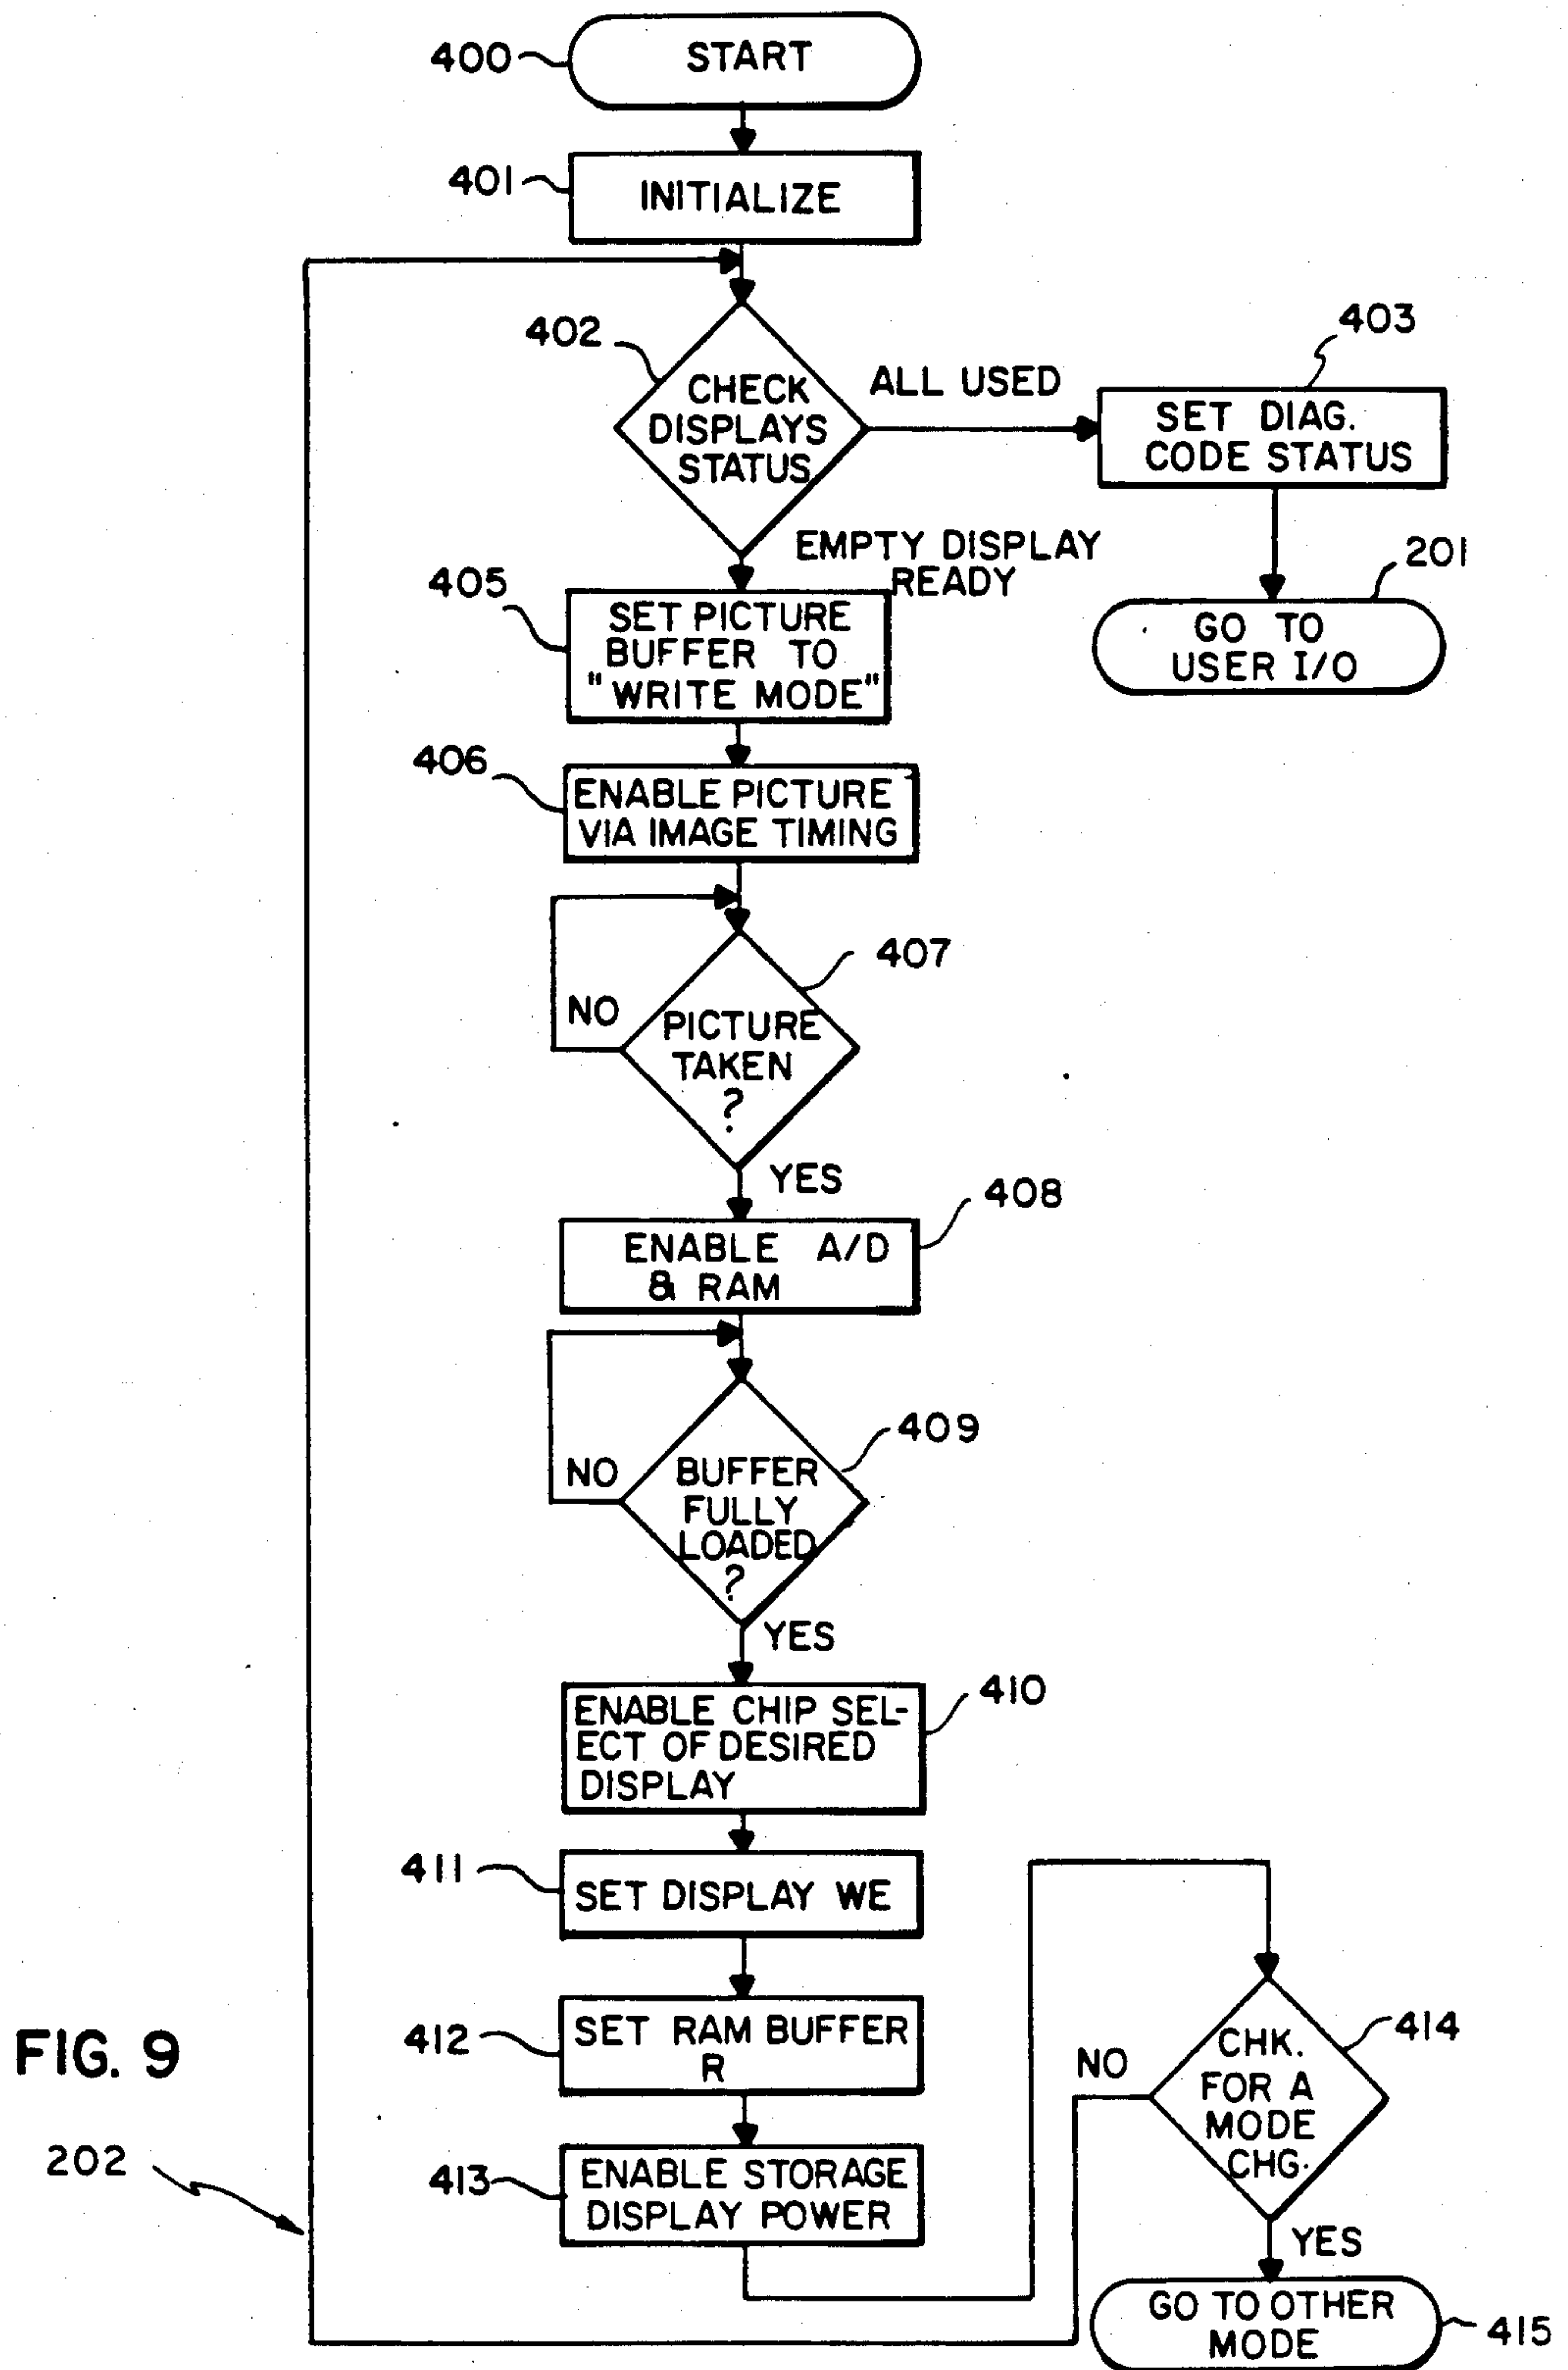 400
START
401
INITIALIZE
402
CHECK
DISPLAYS
STATUS
ALL USED
403
SET DIAG.
CODE STATUS
201
GO TO
USER I/O
EMPTY DISPLAY
READY
405
SET PICTURE
BUFFER TO
"WRITE MODE"
406
ENABLE PICTURE
VIA IMAGE TIMING
407
NO
PICTURE
TAKEN
?
YES
408
ENABLE A/D
& RAM
409
NO
BUFFER
FULLY
LOADED
?
YES
410
ENABLE CHIP SEL-
ECT OF DESIRED
DISPLAY
411
SET DISPLAY WE
412
SET RAM BUFFER
R
413
ENABLE STORAGE
DISPLAY POWER
414
NO
CHK.
FOR A
MODE
CHG.
YES
GO TO OTHER
MODE
415
FIG. 9
202